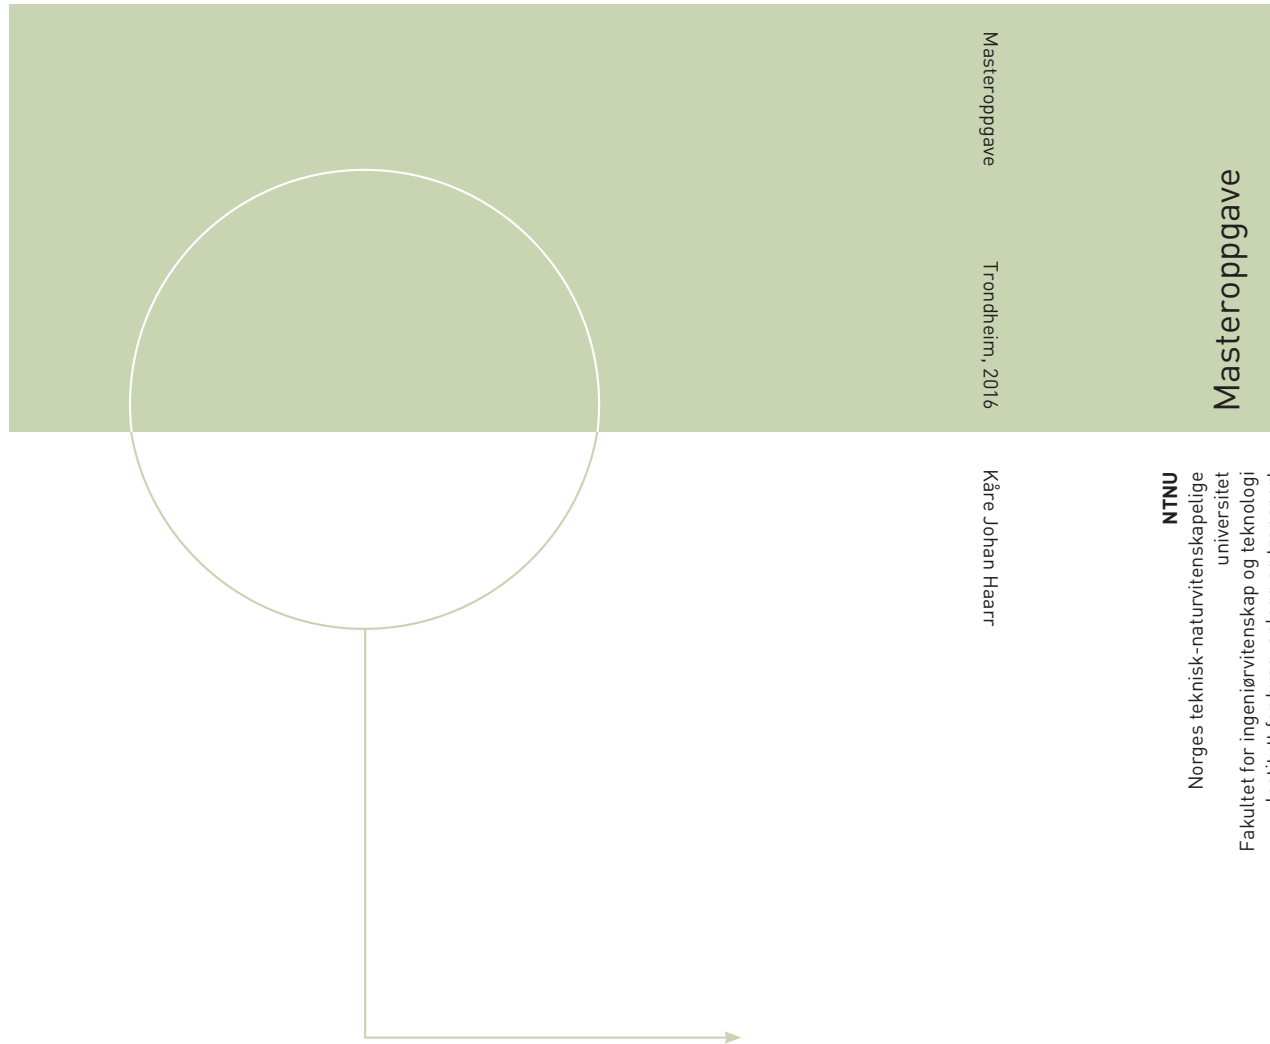 Masteroppgave
Trondheim, 2016
Kåre Johan Haarr
Masteroppgave
NTNU
Norges teknisk-naturvitenskapelige
universitet
Fakultet for ingeniørvitenskap og teknologi